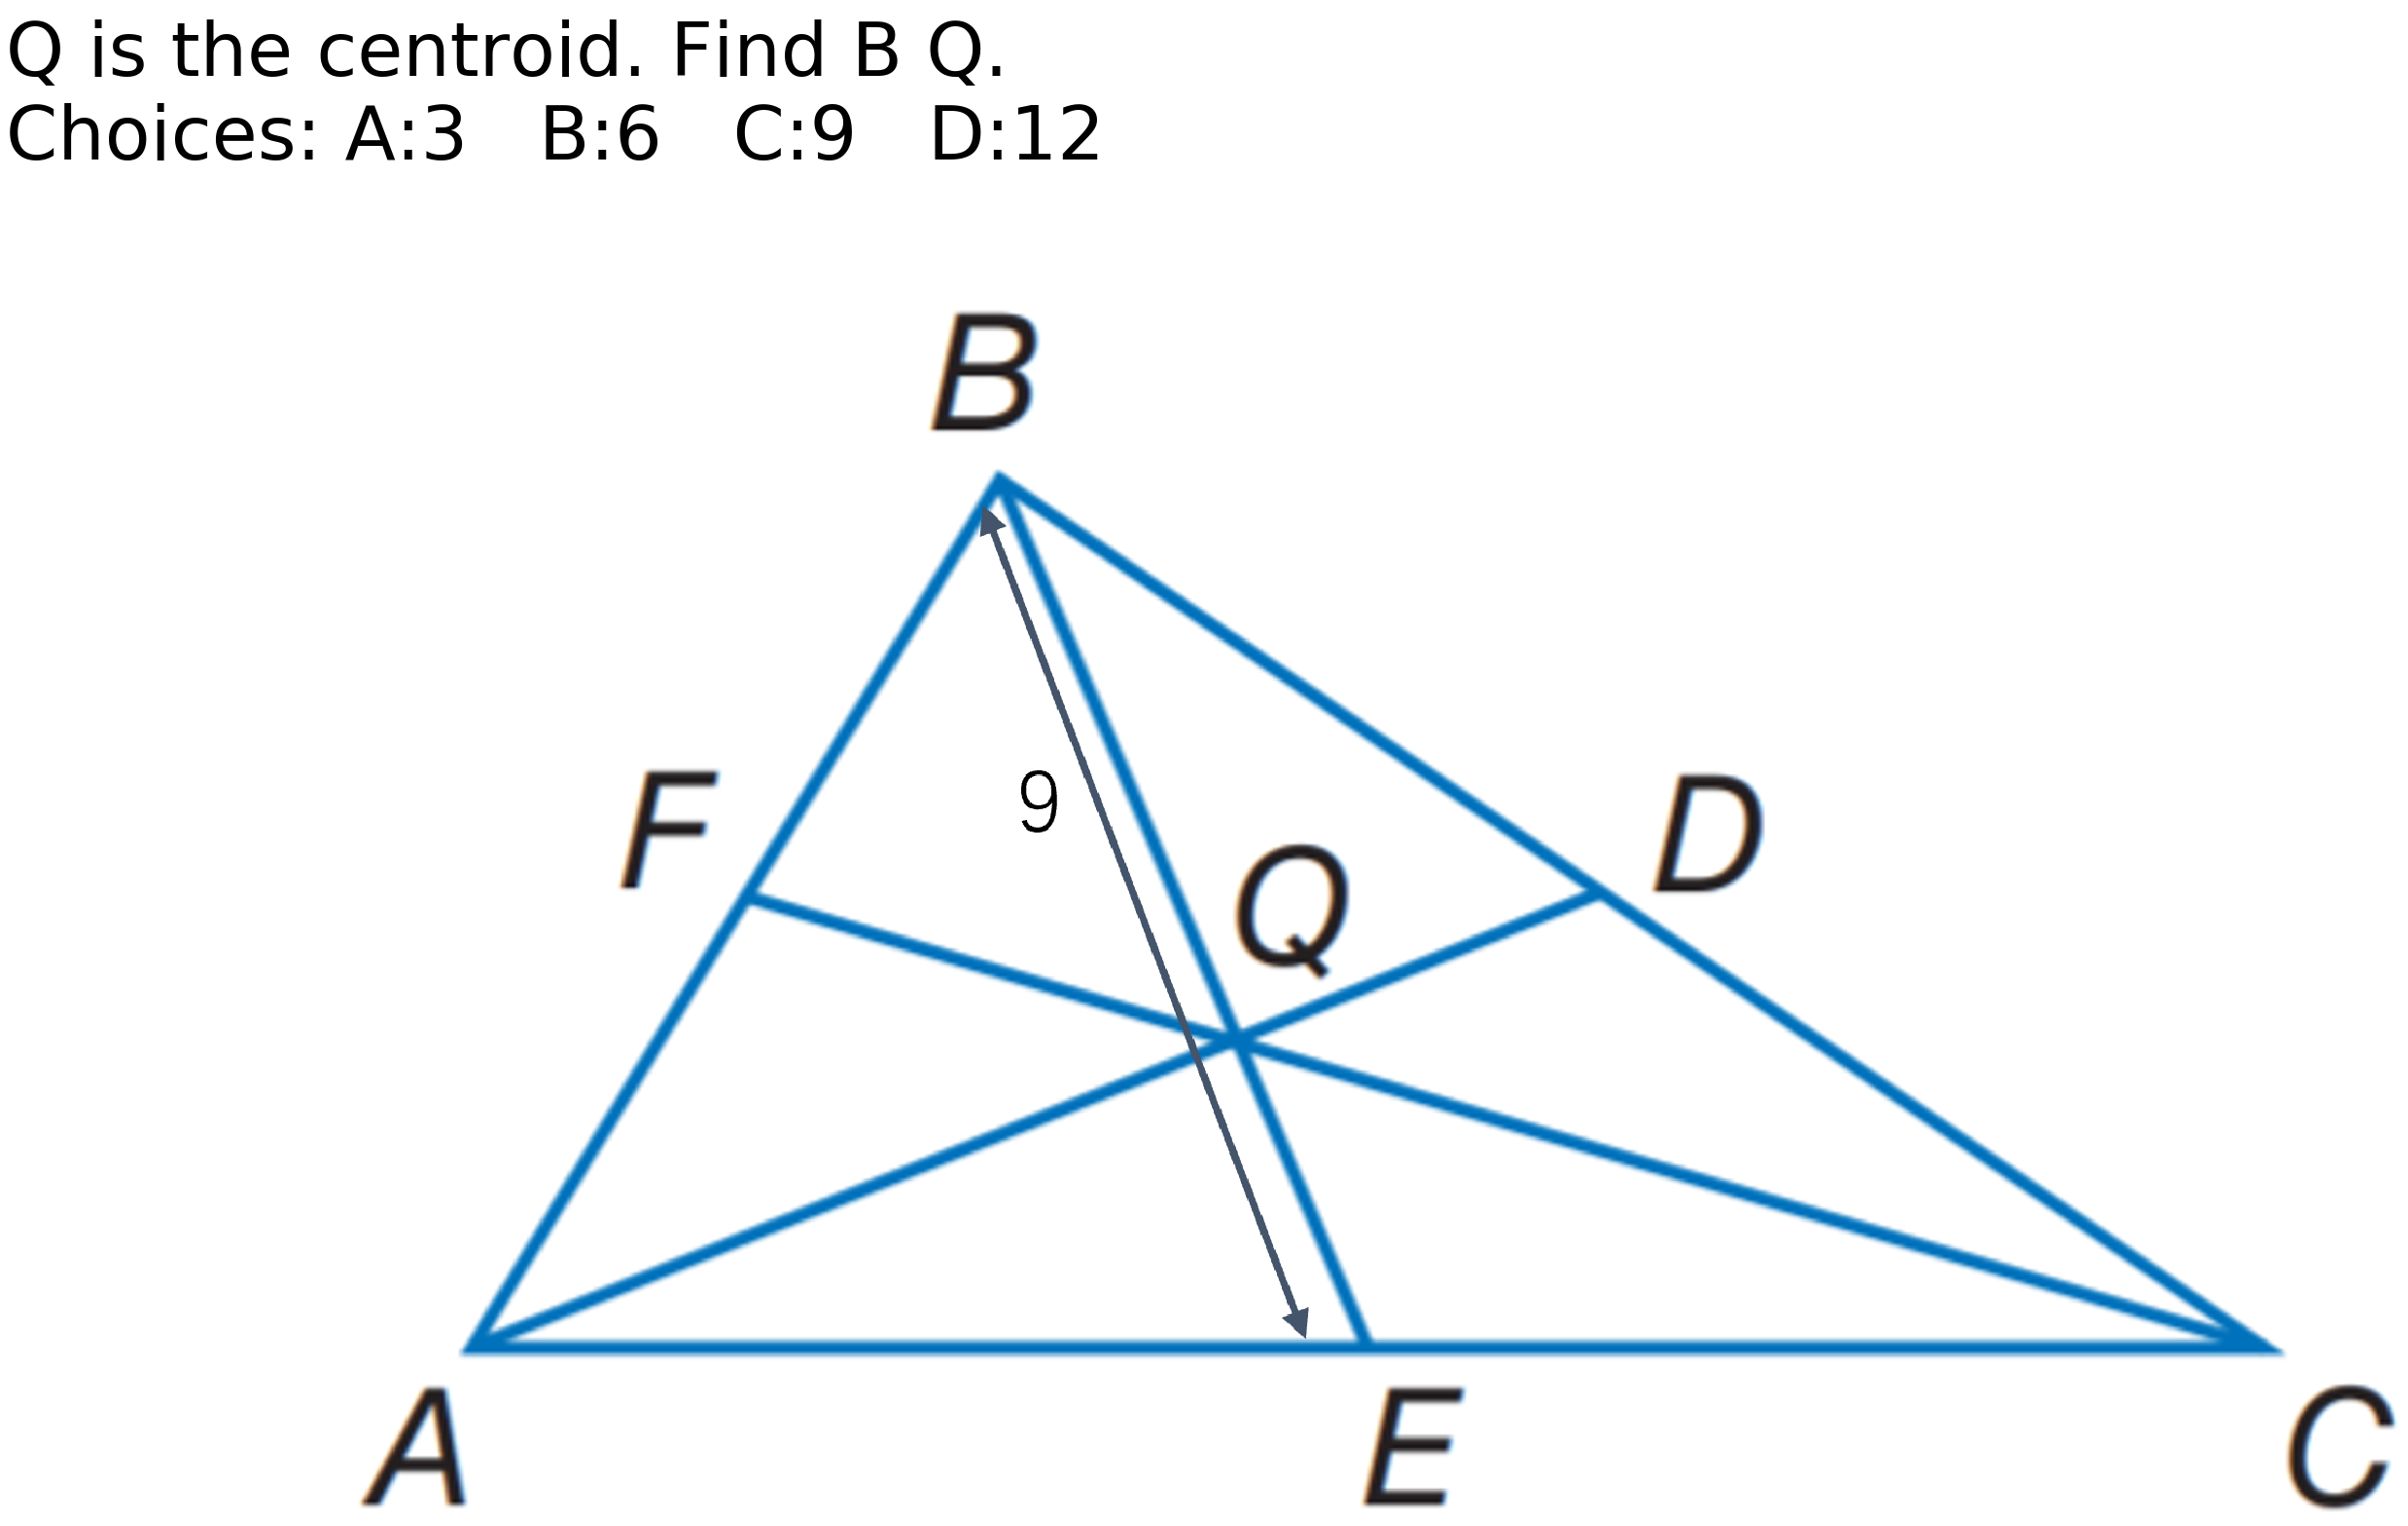 Q is the centroid. Find B Q.
Choices: A:3 B:6 C:9 D:12
B
F
9
D
Q
A
E
C